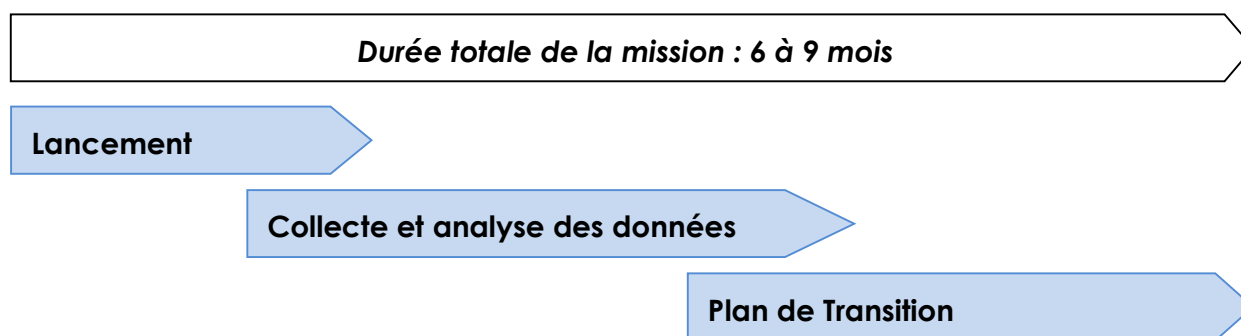 Durée totale de la mission : 6 à 9 mois
Lancement
Collecte et analyse des données
Plan de Transition